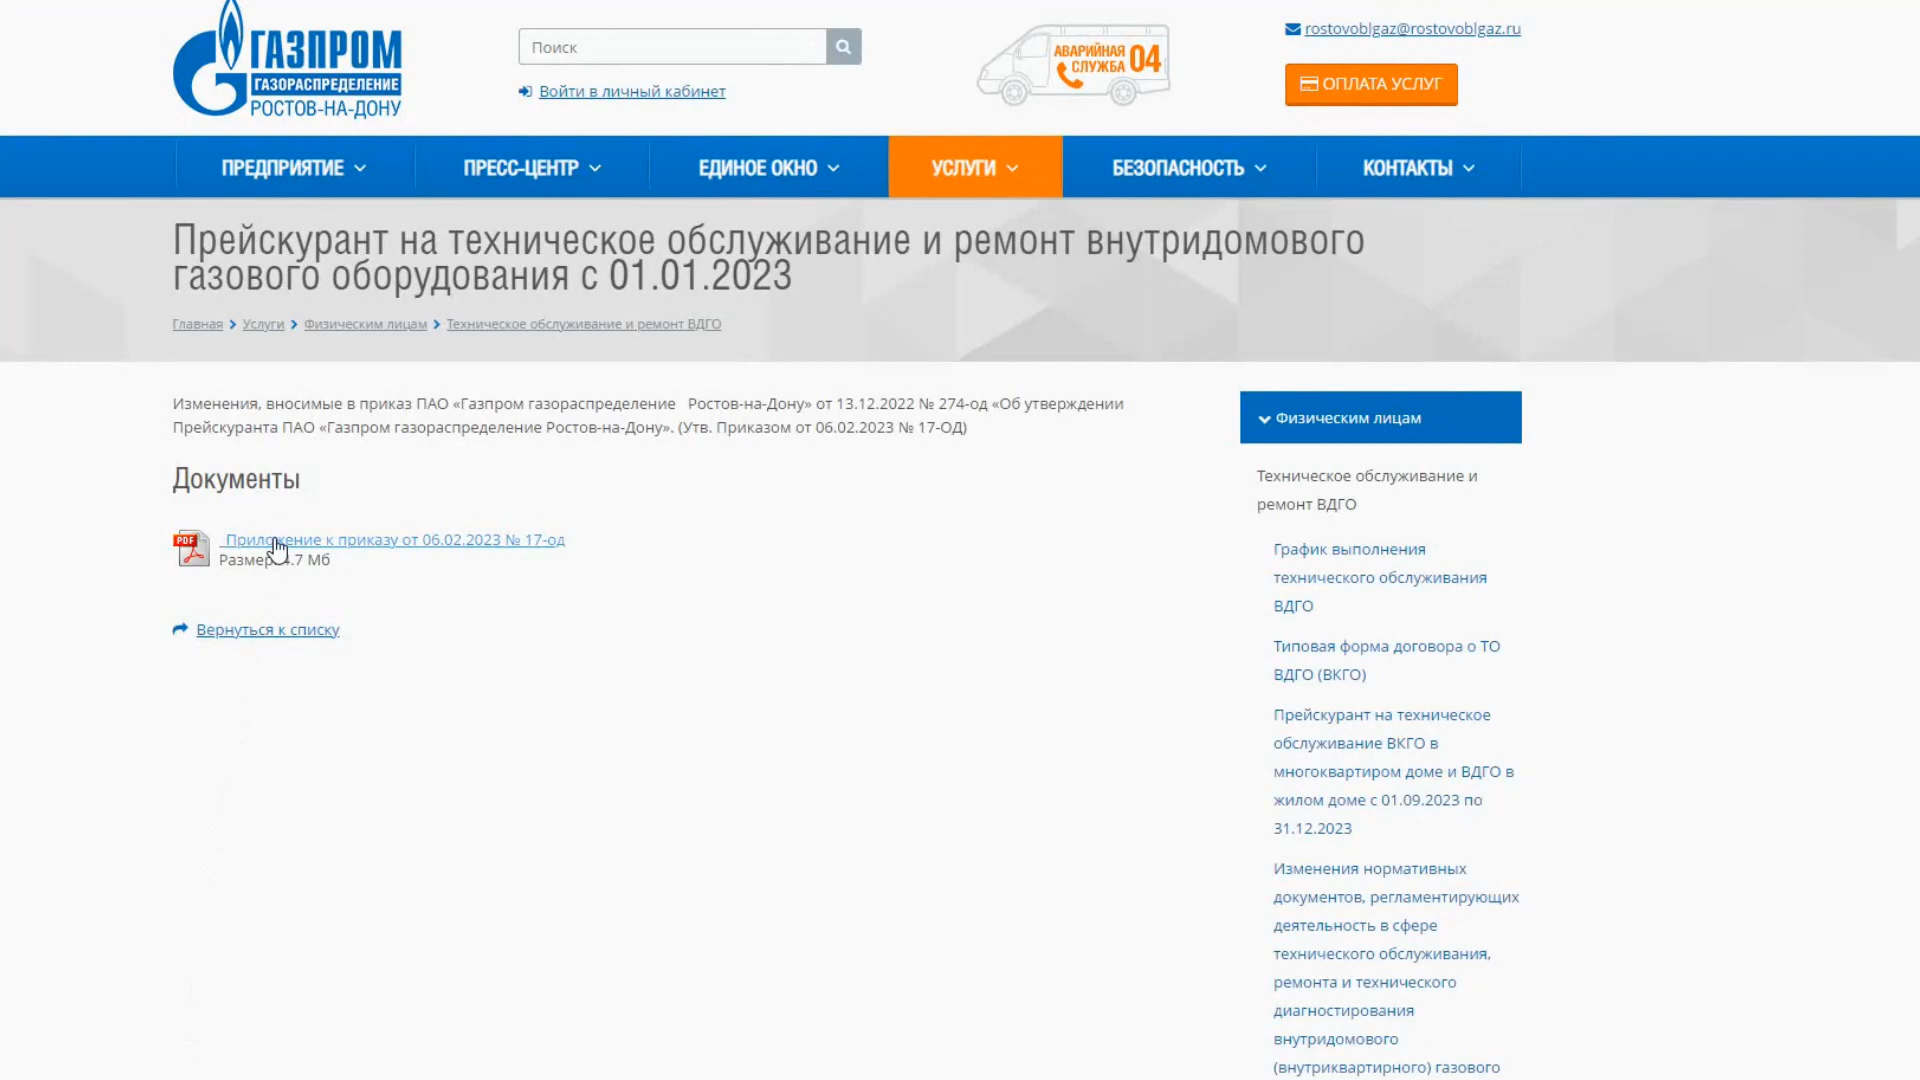 ГАЗПРОМ
ГАЗОРАСПРЕДЕЛЕНИЕ
РОСТОВ-НА-ДОНУ
Поиск
Войти в личный кабинет
АВАРИЙНАЯ
СЛУЖБА 04
rostovoblgaz@rostovoblgaz.ru
ОПЛАТА УСЛУГ
ПРЕДПРИЯТИЕ
ПРЕСС-ЦЕНТР
ЕДИНОЕ ОКНО
УСЛУГИ
БЕЗОПАСНОСТЬ
КОНТАКТЫ
Прейскурант на техническое обслуживание и ремонт внутридомового
газового оборудования с 01.01.2023
Главная > Услуги > Физическим лицам > Техническое обслуживание и ремонт ВДГО
Изменения, вносимые в приказ ПАО «Газпром газораспределение Ростов-на-Дону» от 13.12.2022 № 274-од «Об утверждении
Прейскуранта ПАО «Газпром газораспределение Ростов-на-Дону». (Утв. Приказом от 06.02.2023 № 17-ОД)
Документы
PDF
Приложение к приказу от 06.02.2023 № 17-од
Размер: 4.7 Мб
Вернуться к списку
Физическим лицам
Техническое обслуживание и
ремонт ВДГО
График выполнения
технического обслуживания
ВДГО
Типовая форма договора о ТО
ВДГО (ВКГО)
Прейскурант на техническое
обслуживание ВКГО в
многоквартиром доме и ВДГО в
жилом доме с 01.09.2023 по
31.12.2023
Изменения нормативных
документов, регламентирующих
деятельность в сфере
технического обслуживания,
ремонта и технического
диагностирования
внутридомового
(внутриквартирного) газового